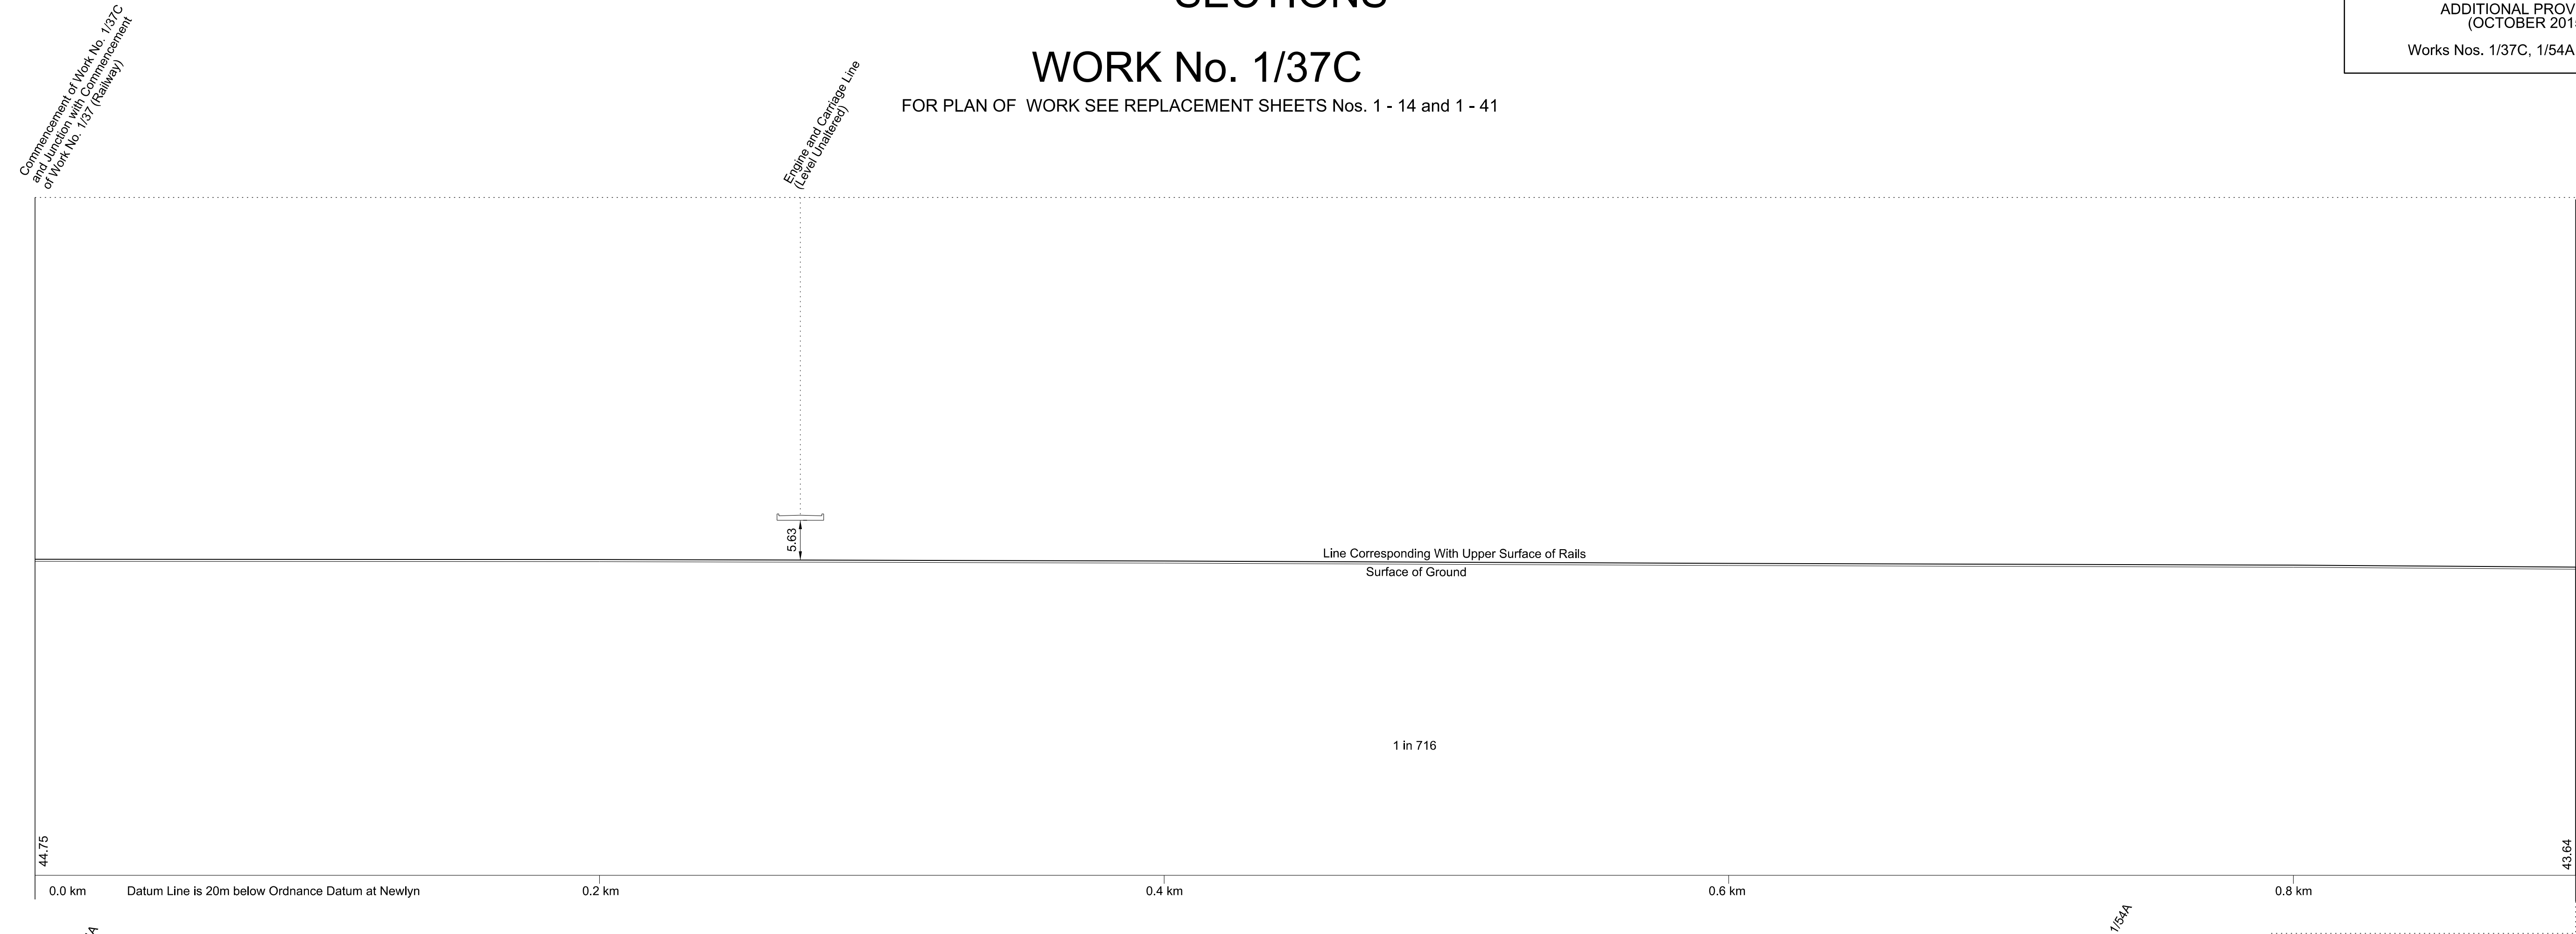 SECTIONS
ADDITIONAL PROV
(OCTOBER 201
Works Nos. 1/37C, 1/54A
WORK No. 1/37C
FOR PLAN OF WORK SEE REPLACEMENT SHEETS Nos. 1 - 14 and 1 - 41
Commencement of Work No. 1/37C
and Junction with Commencement
of Work No. 1/37 (Railway)
Engine and Carriage Line
(Level Unaltered)
5.63
Line Corresponding With Upper Surface of Rails
Surface of Ground
1 in 716
44.75
43.64
0.0 km
Datum Line is 20m below Ordnance Datum at Newlyn
0.2 km
0.4 km
0.6 km
0.8 km
1/54A